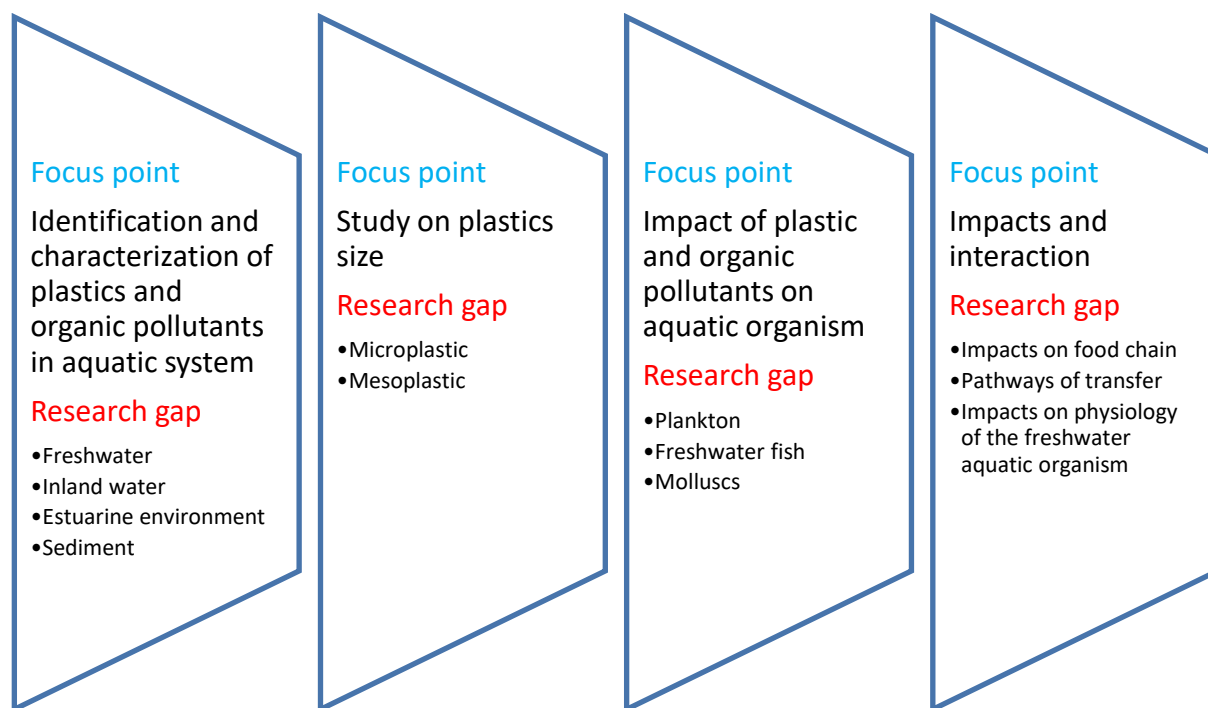 Focus point
Identification and
characterization of
plastics and
organic pollutants
in aquatic system
Research gap
•Freshwater
•Inland water
•Estuarine environment
•Sediment
Focus point
Study on plastics
size
Research gap
•Microplastic
•Mesoplastic
Focus point
Impact of plastic
and organic
pollutants on
aquatic organism
Research gap
•Plankton
•Freshwater fish
•Molluscs
Focus point
Impacts and
interaction
Research gap
•Impacts on food chain
•Pathways of transfer
•Impacts on physiology
of the freshwater
aquatic organism